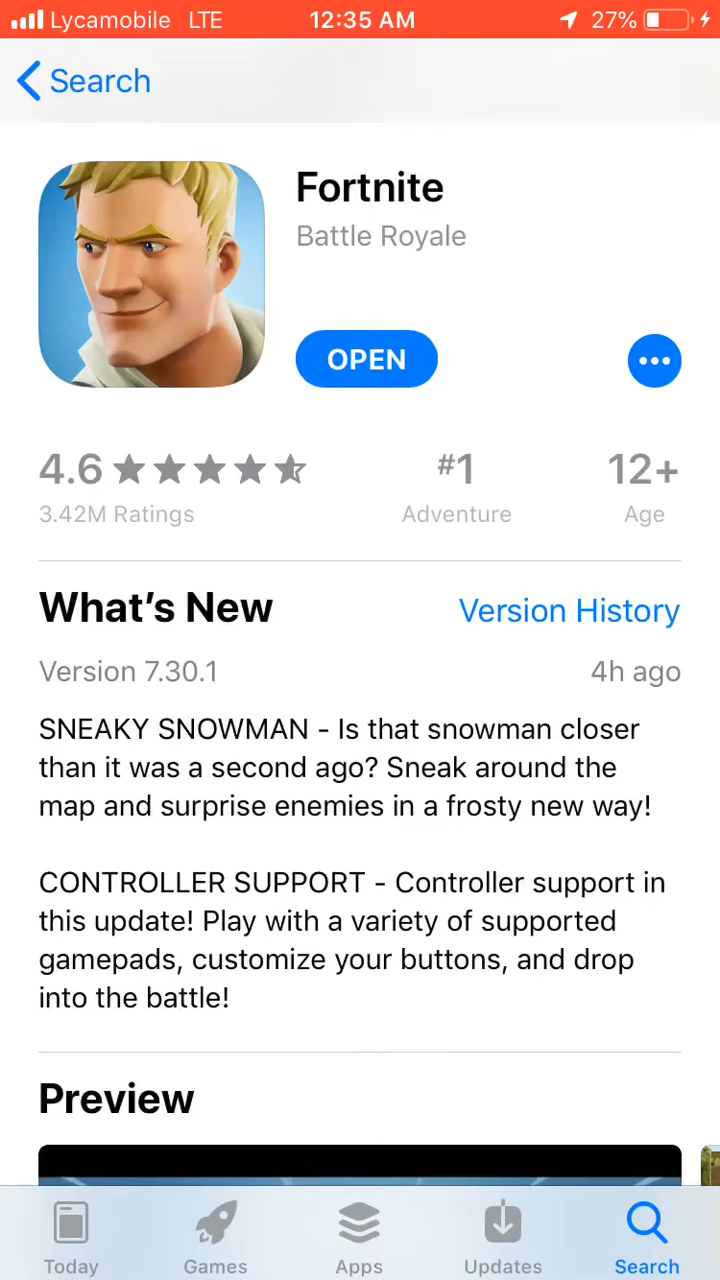 Lycamobile LTE 12:35 AM 27%
Search
Fortnite
Battle Royale
OPEN
4.6 #1 12+
3.42M Ratings Adventure Age
What's New Version History
Version 7.30.1 4h ago
SNEAKY SNOWMAN - Is that snowman closer
than it was a second ago? Sneak around the
map and surprise enemies in a frosty new way!
CONTROLLER SUPPORT - Controller support in
this update! Play with a variety of supported
gamepads, customize your buttons, and drop
into the battle!
Preview
Today Games Apps Updates Search